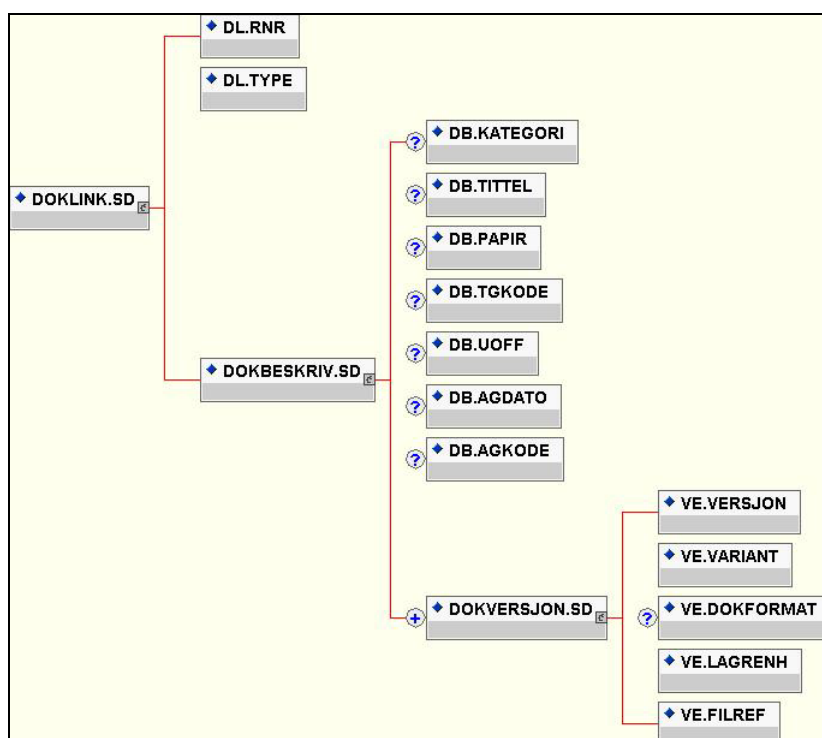 DL.RNR
DL.TYPE
DOKLINK.SD
DOKBESKRIV.SD
? DB.KATEGORI
? DB.TITTEL
? DB.PAPIR
? DB.TGKODE
? DB.UOFF
? DB.AGDATO
? DB.AGKODE
+ DOKVERSJON.SD
VE.VERSJON
VE.VARIANT
? VE.DOKFORMAT
VE.LAGRENH
VE.FILREF